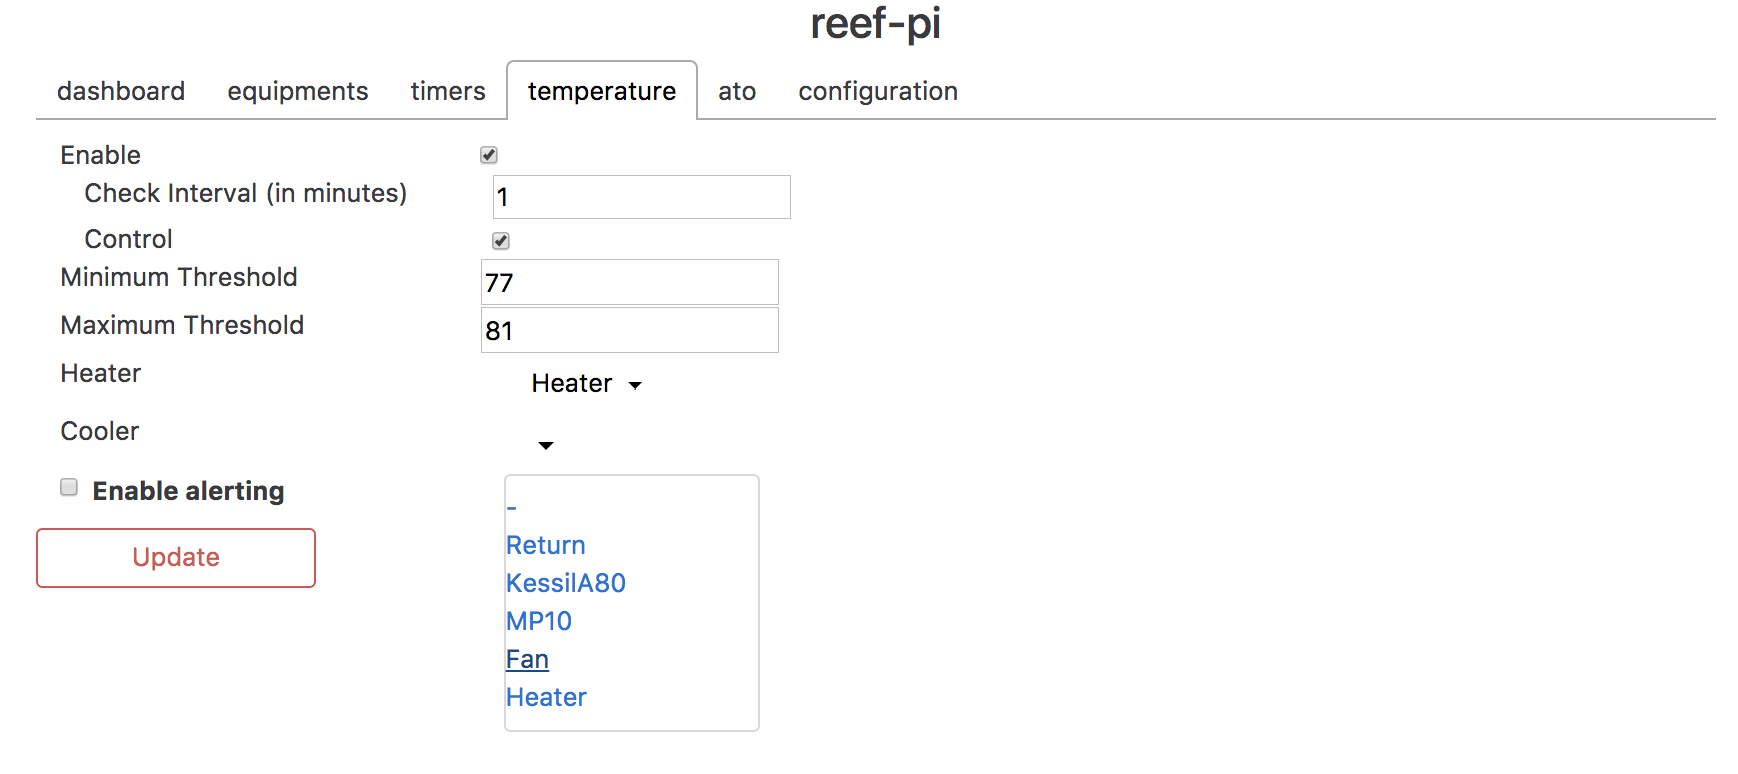 reef-pi
dashboard equipments timers temperature ato configuration
Enable
Check Interval (in minutes) 1
Control
Minimum Threshold 77
Maximum Threshold 81
Heater Heater
Cooler
Enable alerting
-
Return
Update
KessilA80
MP10
Fan
Heater